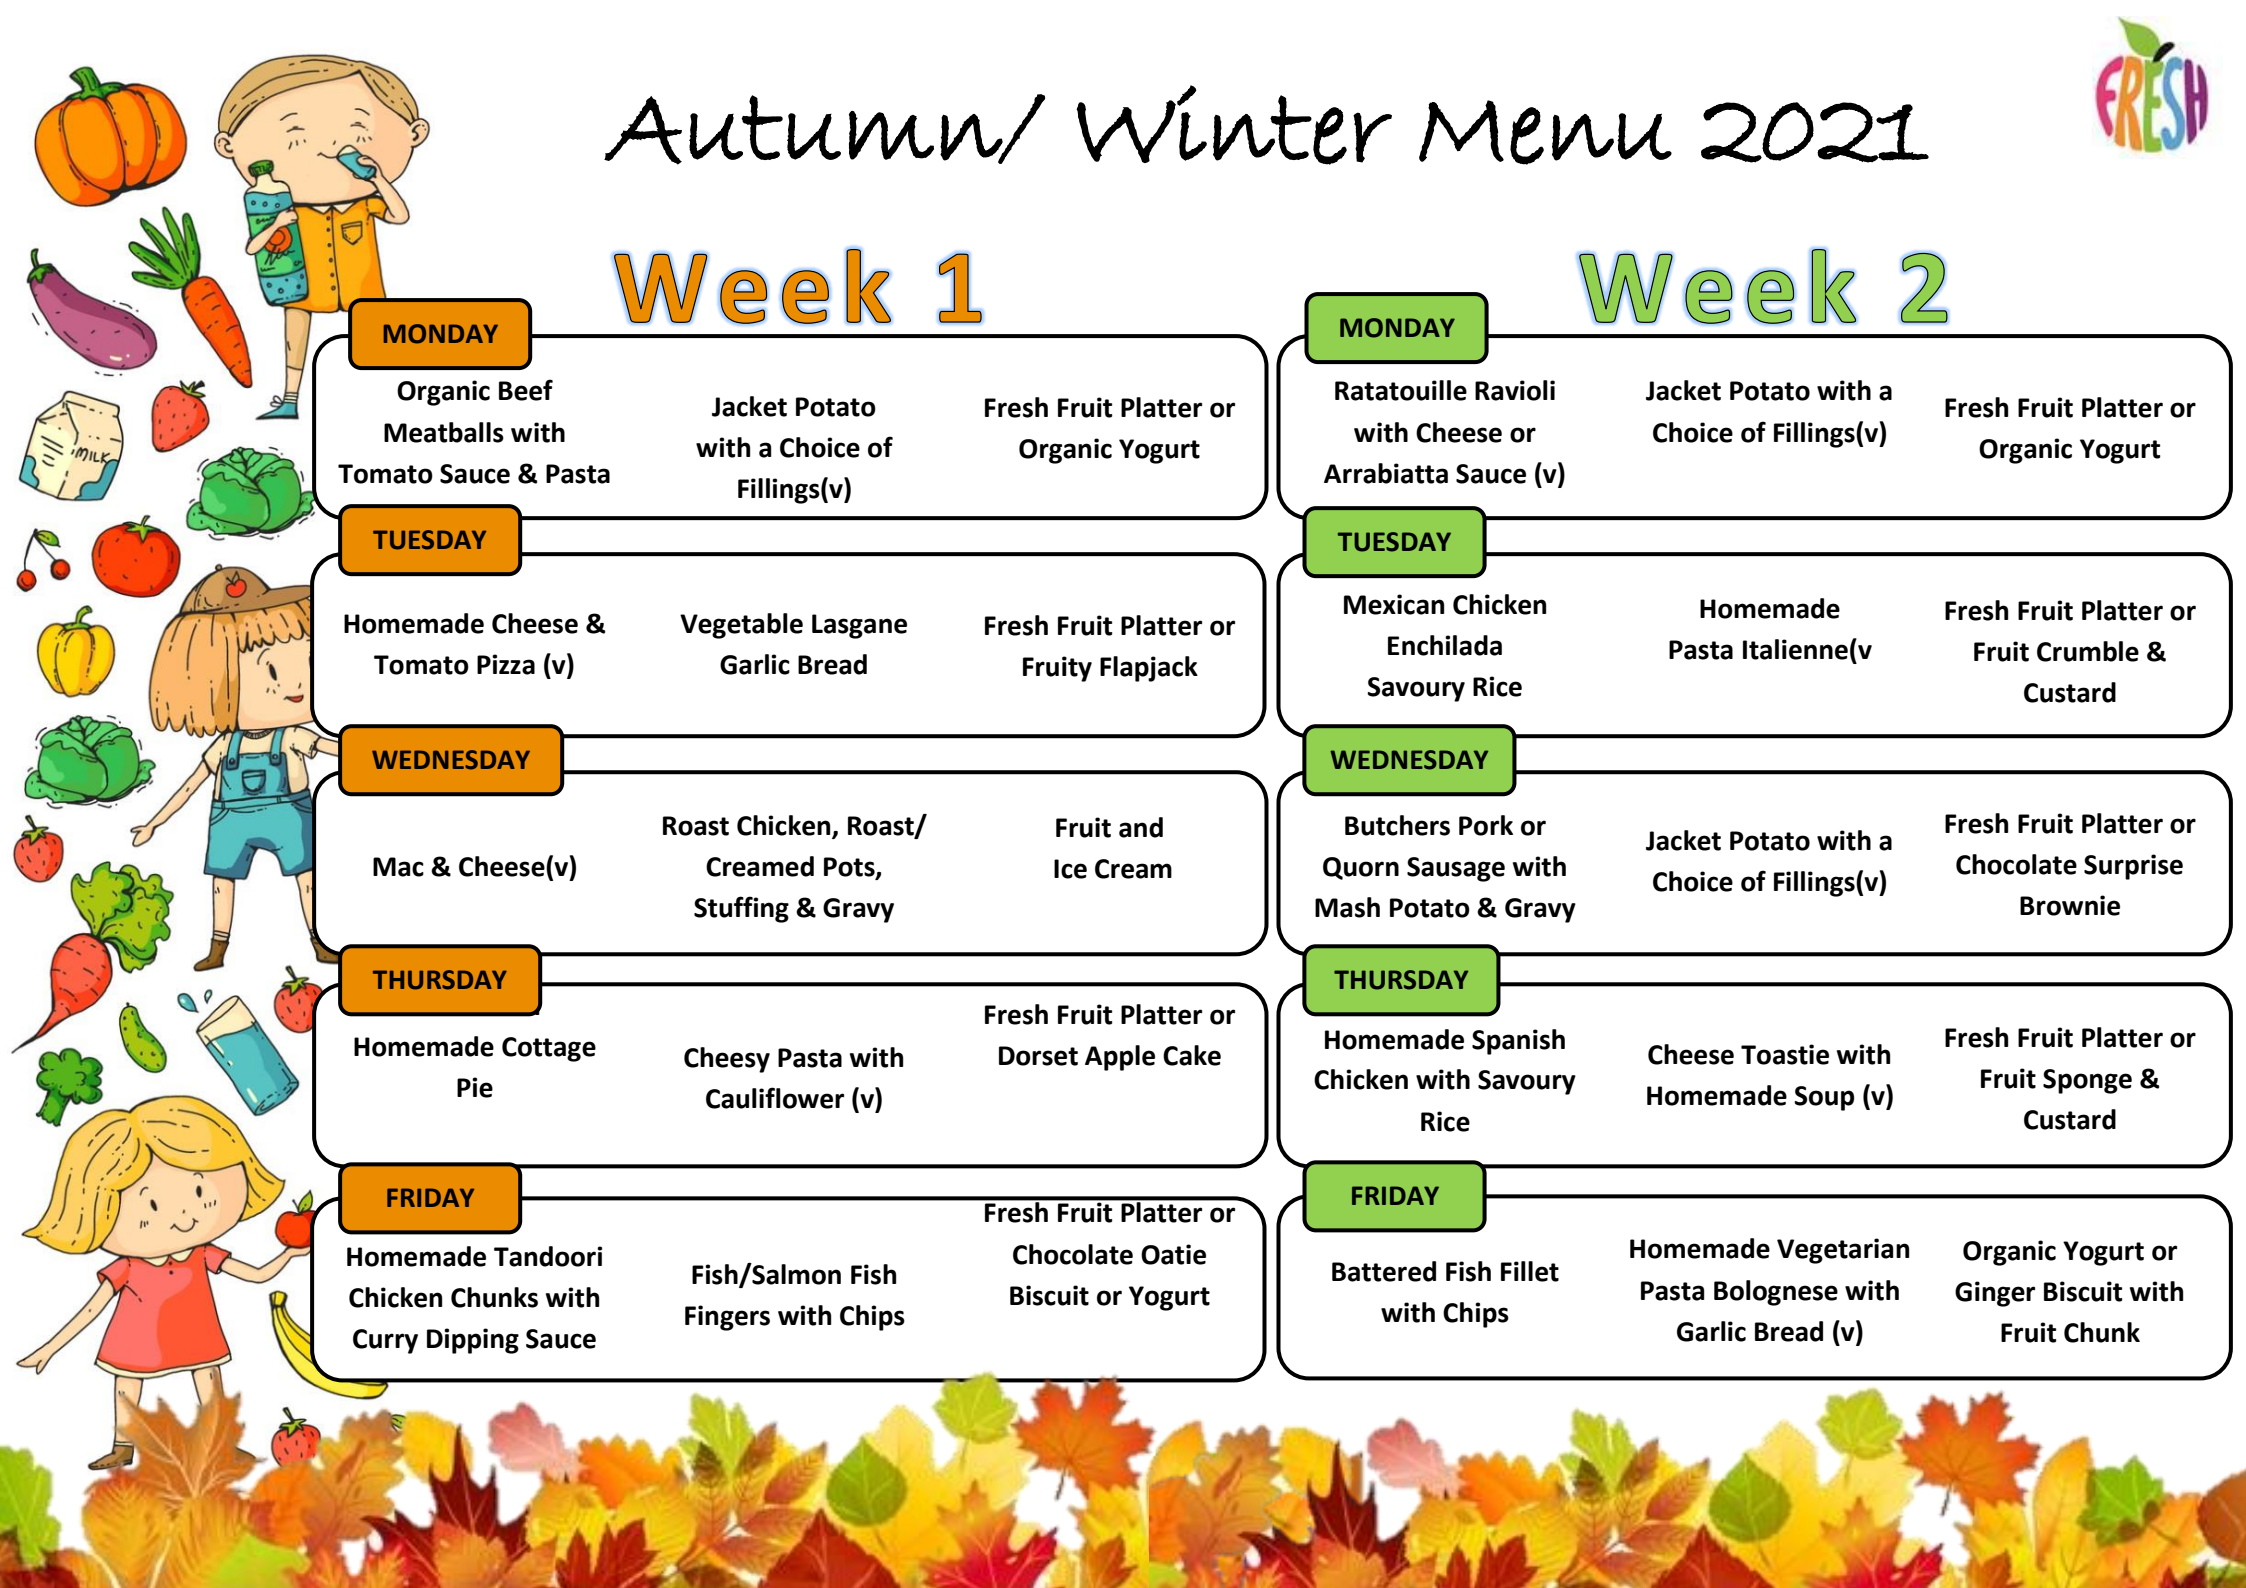 FRESH
Autumn/ Winter Menu 2021
Week 1
MONDAY
Organic Beef
Meatballs with
Tomato Sauce & Pasta
Jacket Potato
with a Choice of
Fillings(v)
Fresh Fruit Platter or
Organic Yogurt
TUESDAY
Homemade Cheese &
Tomato Pizza (v)
Vegetable Lasgane
Garlic Bread
Fresh Fruit Platter or
Fruity Flapjack
WEDNESDAY
Mac & Cheese(v)
Roast Chicken, Roast/
Creamed Pots,
Stuffing & Gravy
Fruit and
Ice Cream
THURSDAY
Homemade Cottage
Pie
Cheesy Pasta with
Cauliflower (v)
Fresh Fruit Platter or
Dorset Apple Cake
FRIDAY
Homemade Tandoori
Chicken Chunks with
Curry Dipping Sauce
Fish/Salmon Fish
Fingers with Chips
Fresh Fruit Platter or
Chocolate Oatie
Biscuit or Yogurt
Week 2
MONDAY
Ratatouille Ravioli
with Cheese or
Arrabiatta Sauce (v)
Jacket Potato with a
Choice of Fillings(v)
Fresh Fruit Platter or
Organic Yogurt
TUESDAY
Mexican Chicken
Enchilada
Savoury Rice
Homemade
Pasta Italienne(v
Fresh Fruit Platter or
Fruit Crumble &
Custard
WEDNESDAY
Butchers Pork or
Quorn Sausage with
Mash Potato & Gravy
Jacket Potato with a
Choice of Fillings(v)
Fresh Fruit Platter or
Chocolate Surprise
Brownie
THURSDAY
Homemade Spanish
Chicken with Savoury
Rice
Cheese Toastie with
Homemade Soup (v)
Fresh Fruit Platter or
Fruit Sponge &
Custard
FRIDAY
Battered Fish Fillet
with Chips
Homemade Vegetarian
Pasta Bolognese with
Garlic Bread (v)
Organic Yogurt or
Ginger Biscuit with
Fruit Chunk
MILK